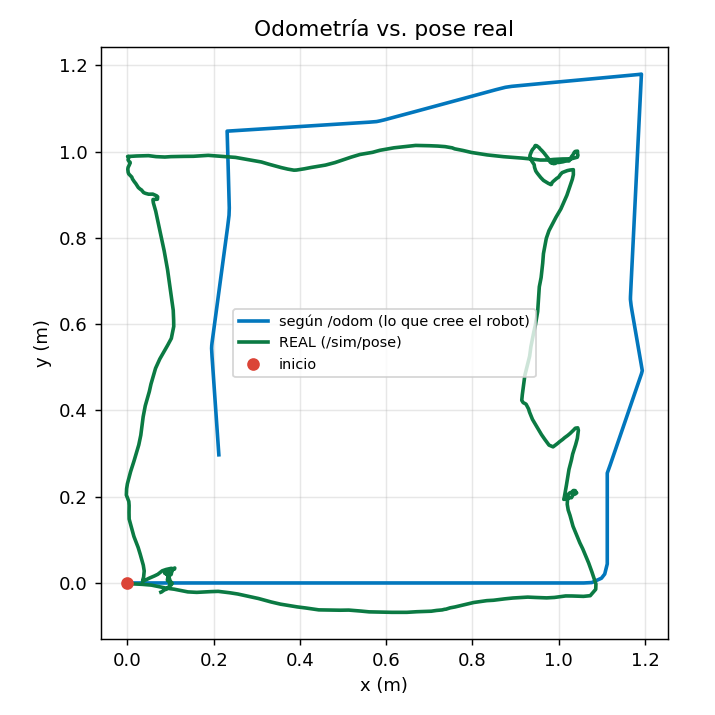 Odometría vs. pose real
1.2
1.0
0.8
0.6
0.4
0.2
0.0
y (m)
según /odom (lo que cree el robot)
REAL (/sim/pose)
inicio
0.0 0.2 0.4 0.6 0.8 1.0 1.2
x (m)